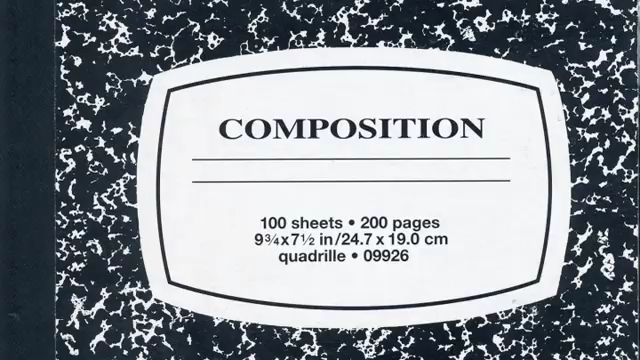 COMPOSITION
100 sheets • 200 pages
9¾x7½ in/24.7 x 19.0 cm
quadrille • 09926